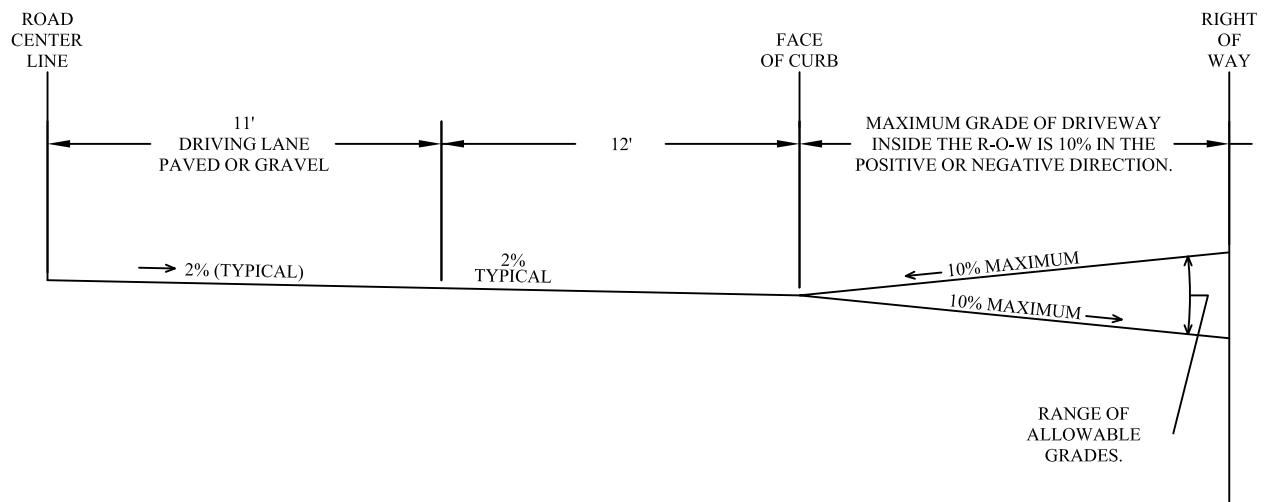 ROAD
CENTER
LINE
FACE
OF CURB
RIGHT
OF
WAY
11'
DRIVING LANE
PAVED OR GRAVEL
12'
MAXIMUM GRADE OF DRIVEWAY
INSIDE THE R-O-W IS 10% IN THE
POSITIVE OR NEGATIVE DIRECTION.
2% (TYPICAL)
2%
TYPICAL
10% MAXIMUM
10% MAXIMUM
RANGE OF
ALLOWABLE
GRADES.